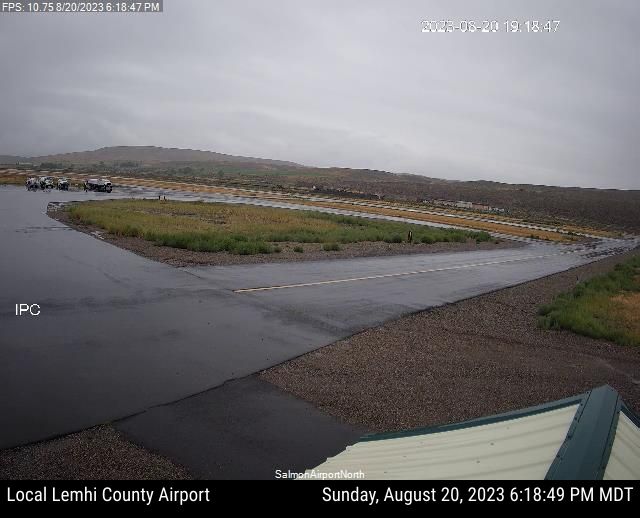 FPS: 10.75 8/20/2023 6:18:47 PM
2023-08-20 19:18:47
IPC
SalmonAirportNorth
Local Lemhi County Airport Sunday, August 20, 2023 6:18:49 PM MDT